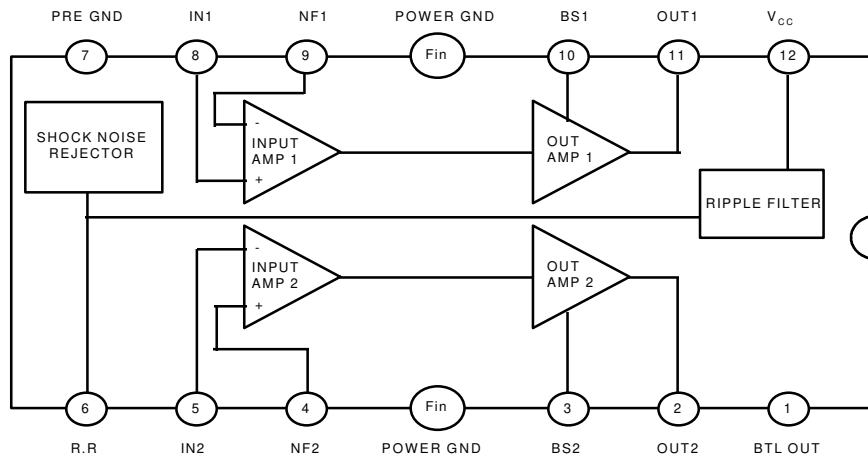 PRE GND IN1 NF1 POWER GND BS1 OUT1 VCC
7 8 9 Fin 10 11 12
SHOCK NOISE
REJECTOR
-
INPUT
AMP 1
+
OUT
AMP 1
RIPPLE FILTER
-
INPUT
AMP 2
+
OUT
AMP 2
6 5 4 Fin 3 2 1
R.R IN2 NF2 POWER GND BS2 OUT2 BTL OUT